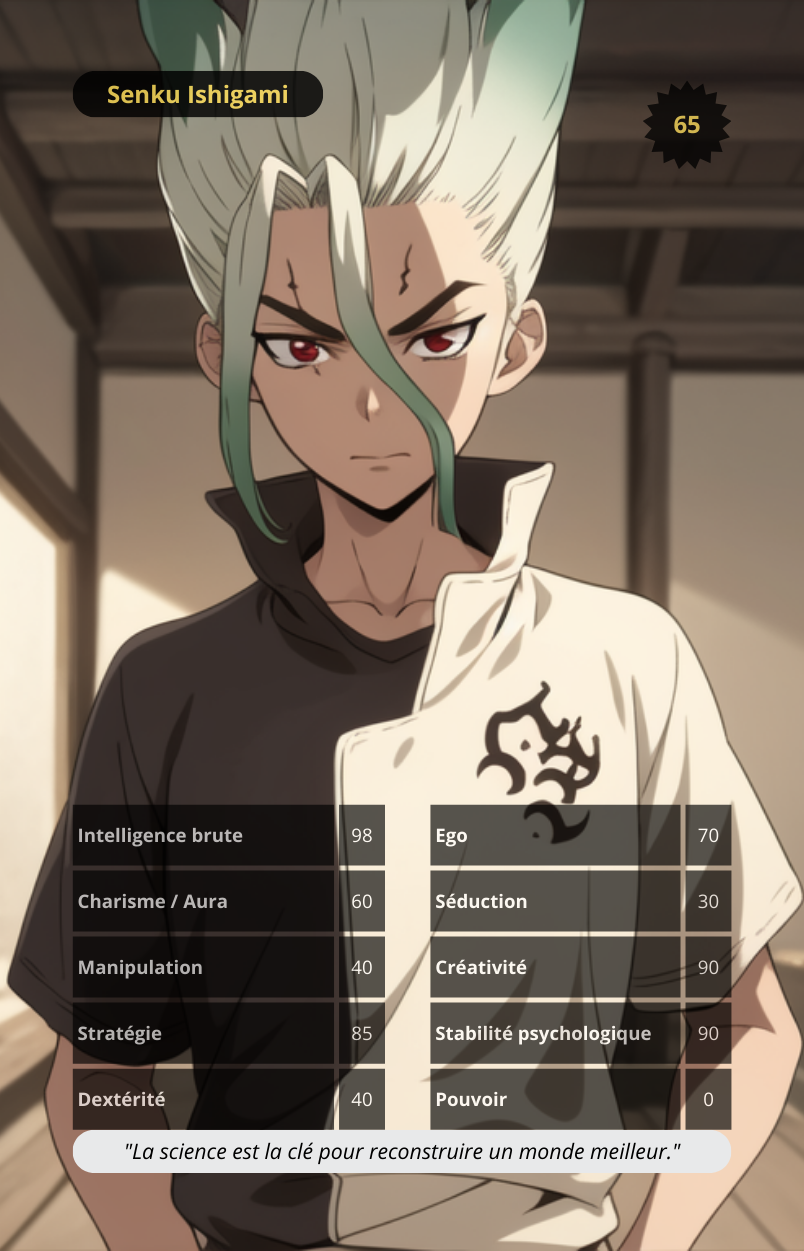 Senku Ishigami
65
Intelligence brute 98
Ego 70
Charisme / Aura 60
Séduction 30
Manipulation 40
Créativité 90
Stratégie 85
Stabilité psychologique 90
Dextérité 40
Pouvoir 0
"La science est la clé pour reconstruire un monde meilleur."